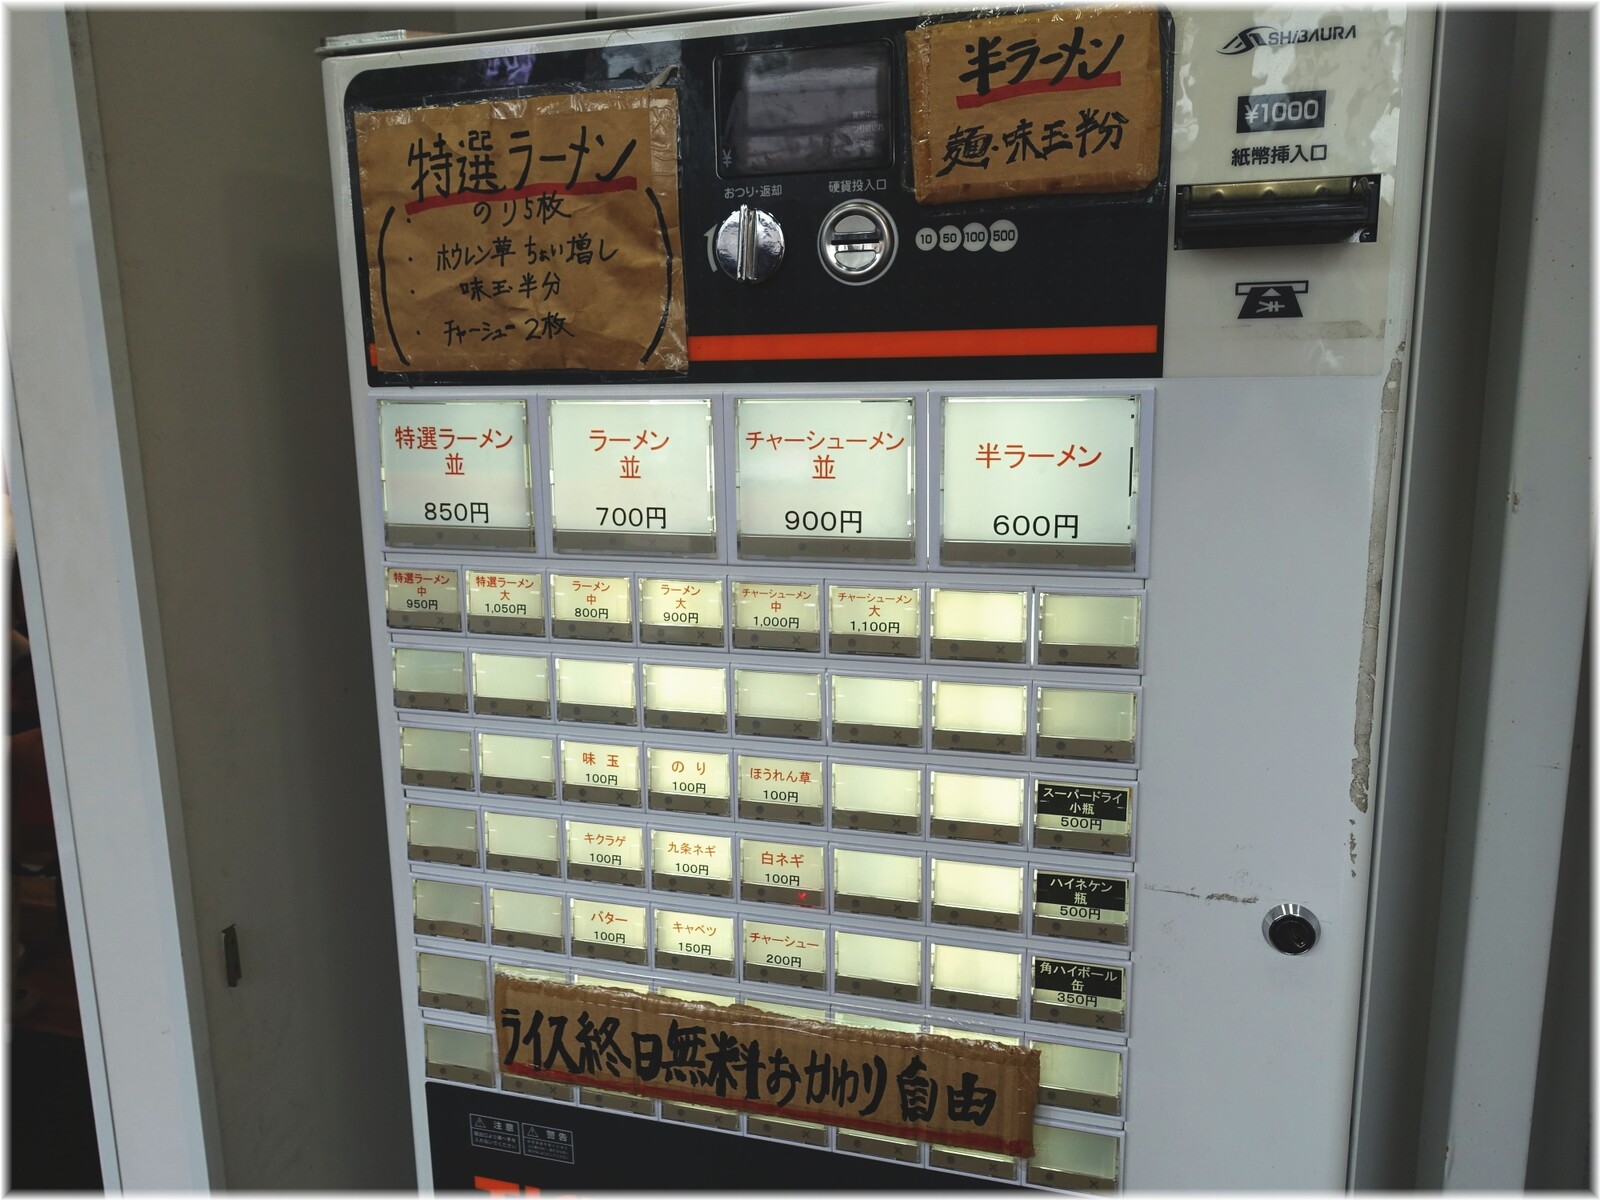 特選ラーメン
・のり5枚
・ホウレン草ちょい増し
・味玉半分
・チャーシュー2枚
おつり・返却
硬貨投入口
10 50 100 500
半ラーメン
麺・味玉半分
SHIBAURA
¥1000
紙幣挿入口
特選ラーメン
並
850円
ラーメン
並
700円
チャーシューメン
並
900円
半ラーメン
600円
特選ラーメン
中
950円
特選ラーメン
大
1,050円
ラーメン
中
800円
ラーメン
大
900円
チャーシューメン
中
1,000円
チャーシューメン
大
1,100円
味玉
100円
のり
100円
ほうれん草
100円
スーパードライ
小瓶
500円
キクラゲ
100円
九条ネギ
100円
白ネギ
100円
ハイネケン
瓶
500円
バター
100円
キャベツ
150円
チャーシュー
200円
角ハイボール
缶
350円
ライス終日無料おかわり自由
注意
警告